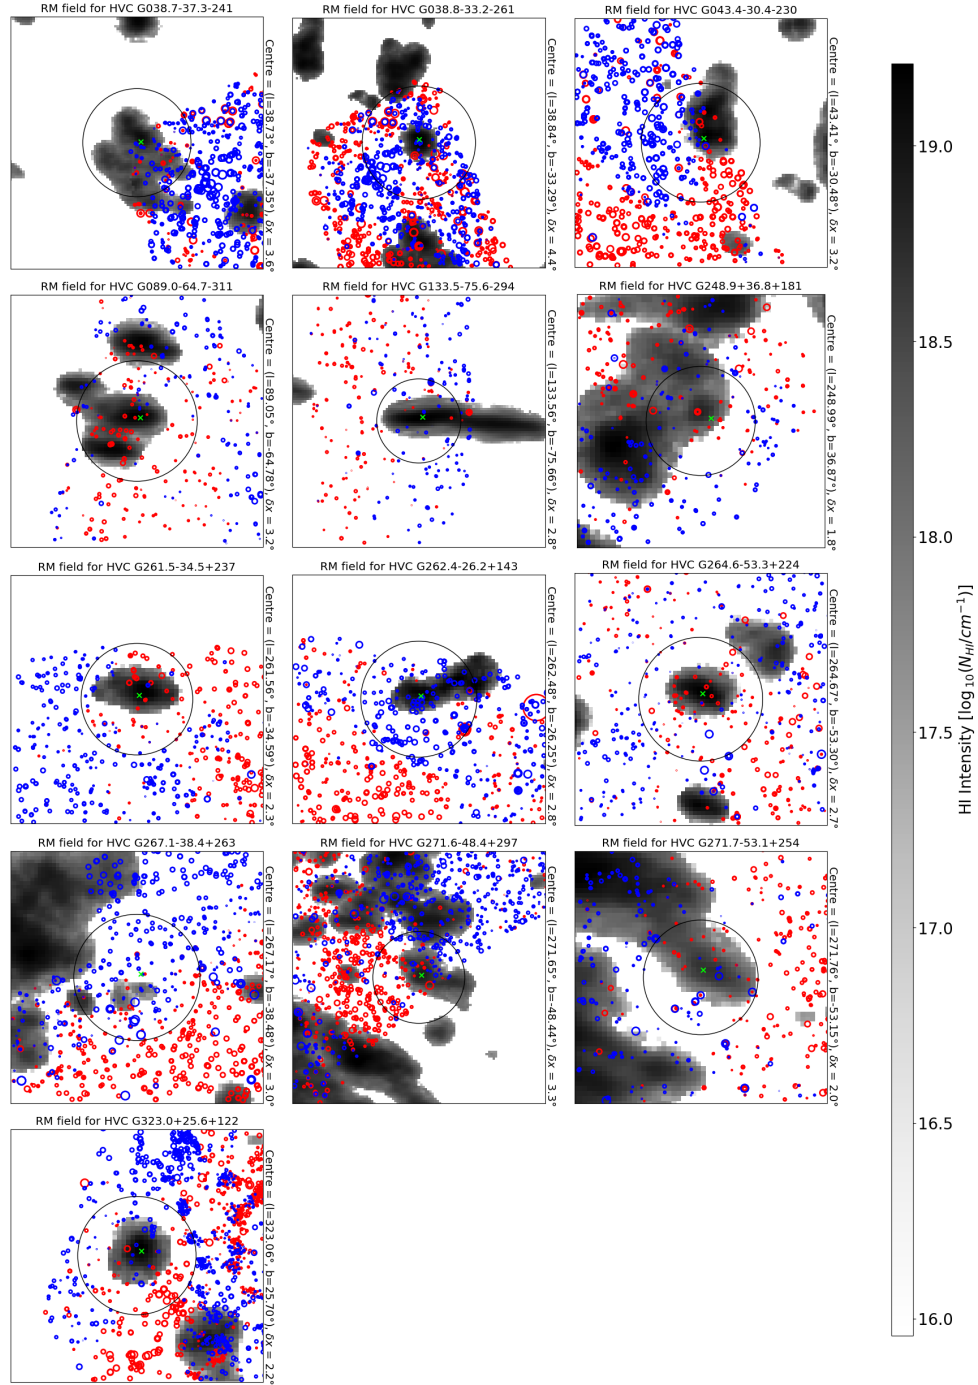 RM field for HVC G038.7-37.3-241
Centre = (l=38.73°, b=-37.35°), δx = 3.6°
RM field for HVC G038.8-33.2-261
Centre = (l=38.84°, b=-33.29°), δx = 4.4°
RM field for HVC G043.4-30.4-230
Centre = (l=43.41°, b=-30.48°), δx = 3.2°
RM field for HVC G089.0-64.7-311
Centre = (l=89.05°, b=-64.78°), δx = 3.2°
RM field for HVC G133.5-75.6-294
Centre = (l=133.56°, b=-75.66°), δx = 2.8°
RM field for HVC G248.9+36.8+181
Centre = (l=248.99°, b=36.87°), δx = 1.8°
RM field for HVC G261.5-34.5+237
Centre = (l=261.56°, b=-34.59°), δx = 2.3°
RM field for HVC G262.4-26.2+143
Centre = (l=262.48°, b=-26.25°), δx = 2.8°
RM field for HVC G264.6-53.3+224
Centre = (l=264.67°, b=-53.30°), δx = 2.7°
RM field for HVC G267.1-38.4+263
Centre = (l=267.17°, b=-38.48°), δx = 3.0°
RM field for HVC G271.6-48.4+297
Centre = (l=271.65°, b=-48.44°), δx = 3.3°
RM field for HVC G271.7-53.1+254
Centre = (l=271.76°, b=-53.15°), δx = 2.0°
RM field for HVC G323.0+25.6+122
Centre = (l=323.06°, b=25.70°), δx = 2.2°
19.0
18.5
18.0
17.5
17.0
16.5
16.0
HI Intensity [log₁₀(N_{HI/cm⁻¹})]